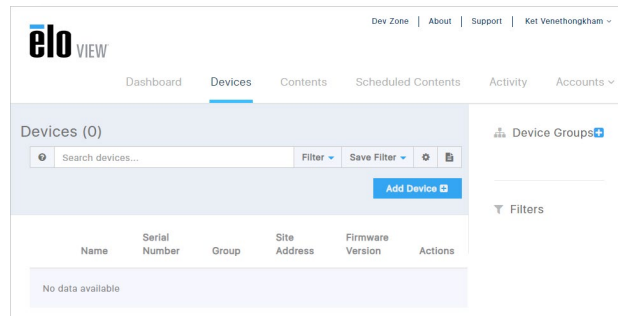 Dev Zone | About | Support | Ket Venethongkham
ēlo VIEW
Dashboard Devices Contents Scheduled Contents Activity Accounts
Devices (0)
Search devices... Filter Save Filter
Add Device
Device Groups
Filters
Name Serial Number Group Site Address Firmware Version Actions
No data available